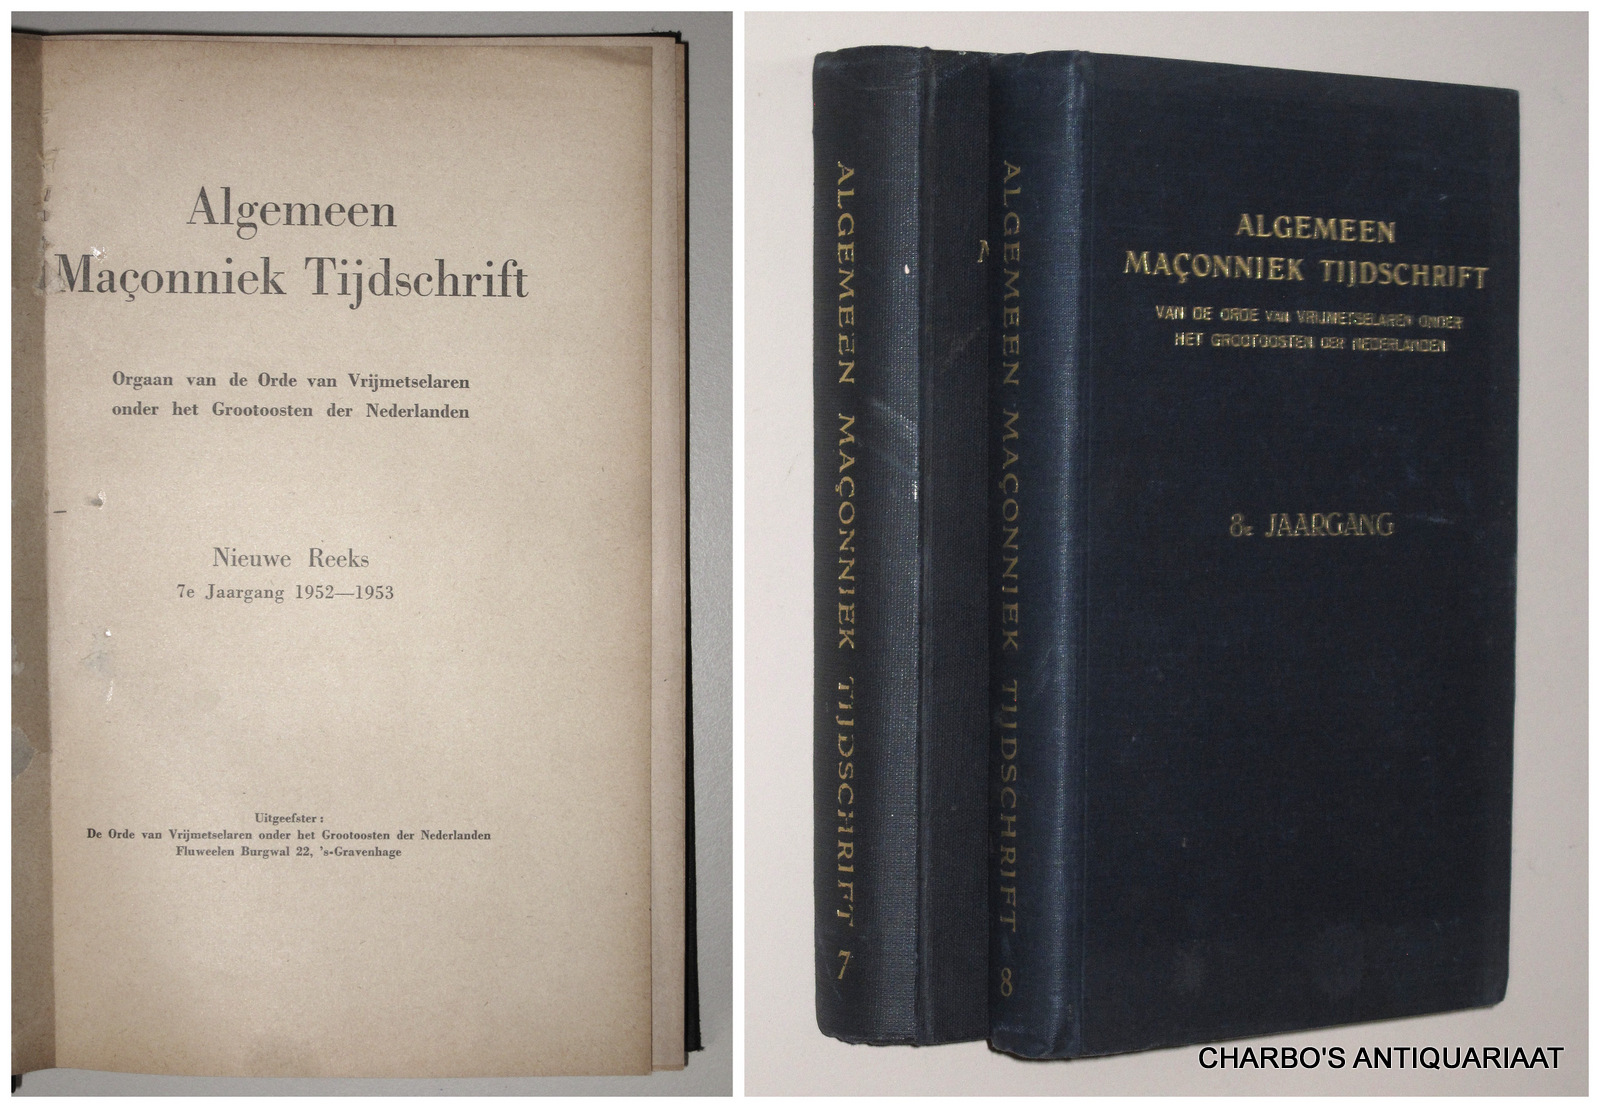 Algemeen
Maçonniek Tijdschrift
Orgaan van de Orde van Vrijmetselaren
onder het Grootoosten der Nederlanden
Nieuwe Reeks
7e Jaargang 1952—1953
Uitgeefster :
De Orde van Vrijmetselaren onder het Grootoosten der Nederlanden
Fluweelen Burgwal 22, 's-Gravenhage
ALGEMEEN MAÇONNIEK TIJDSCHRIFT 7
M
ALGEMEEN MAÇONNIEK TIJDSCHRIFT 8
ALGEMEEN
MAÇONNIEK TIJDSCHRIFT
VAN DE ORDE VAN VRIJMETSELAREN ONDER
HET GROOTOOSTEN DER NEDERLANDEN
8e JAARGANG
CHARBO'S ANTIQUARIAAT